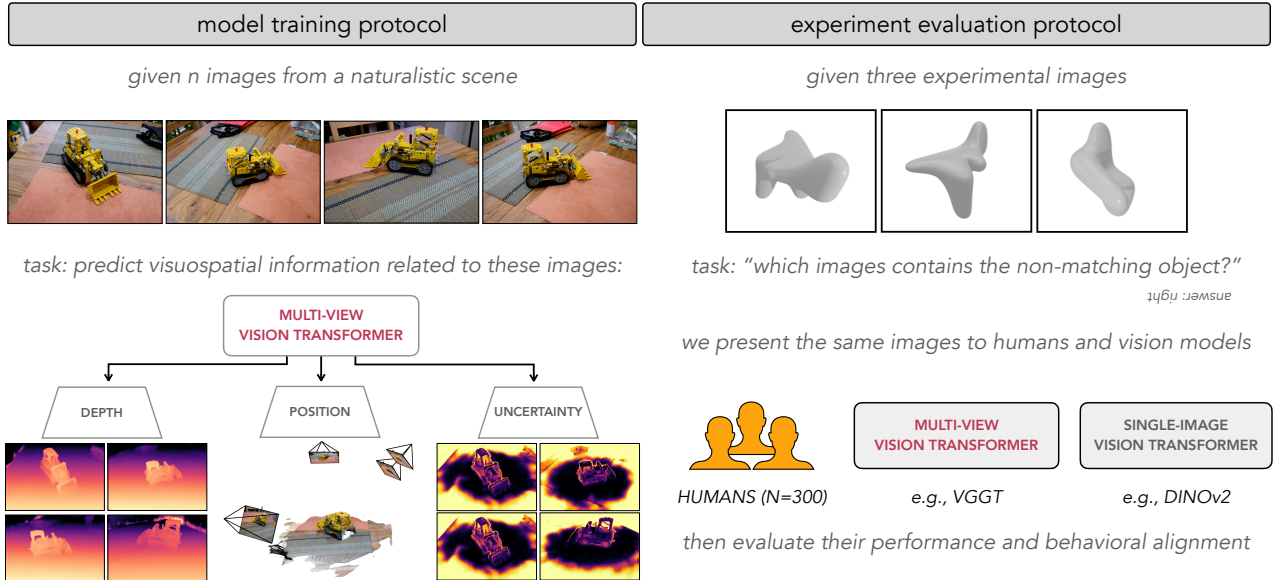 model training protocol
given n images from a naturalistic scene
task: predict visuospatial information related to these images:
MULTI-VIEW
VISION TRANSFORMER
DEPTH
POSITION
UNCERTAINTY
experiment evaluation protocol
given three experimental images
task: “which images contains the non-matching object?”
answer: right
we present the same images to humans and vision models
HUMANS (N=300)
MULTI-VIEW
VISION TRANSFORMER
e.g., VGGT
SINGLE-IMAGE
VISION TRANSFORMER
e.g., DINOv2
then evaluate their performance and behavioral alignment